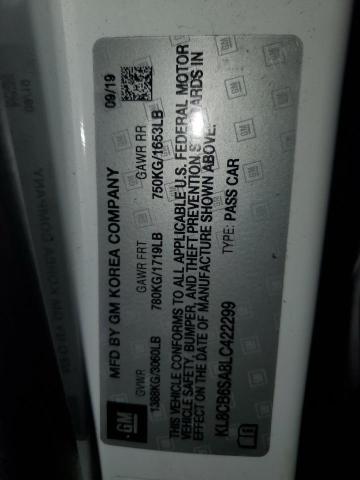 MFD BY GM KOREA COMPANY 09/19
GVWR GAWR FRT GAWR RR
1388KG/3060LB 780KG/1719LB 750KG/1653LB
THIS VEHICLE CONFORMS TO ALL APPLICABLE U.S. FEDERAL MOTOR
VEHICLE SAFETY, BUMPER, AND THEFT PREVENTION STANDARDS IN
EFFECT ON THE DATE OF MANUFACTURE SHOWN ABOVE.
KL8CB6SA8LC422299 TYPE: PASS CAR
GM